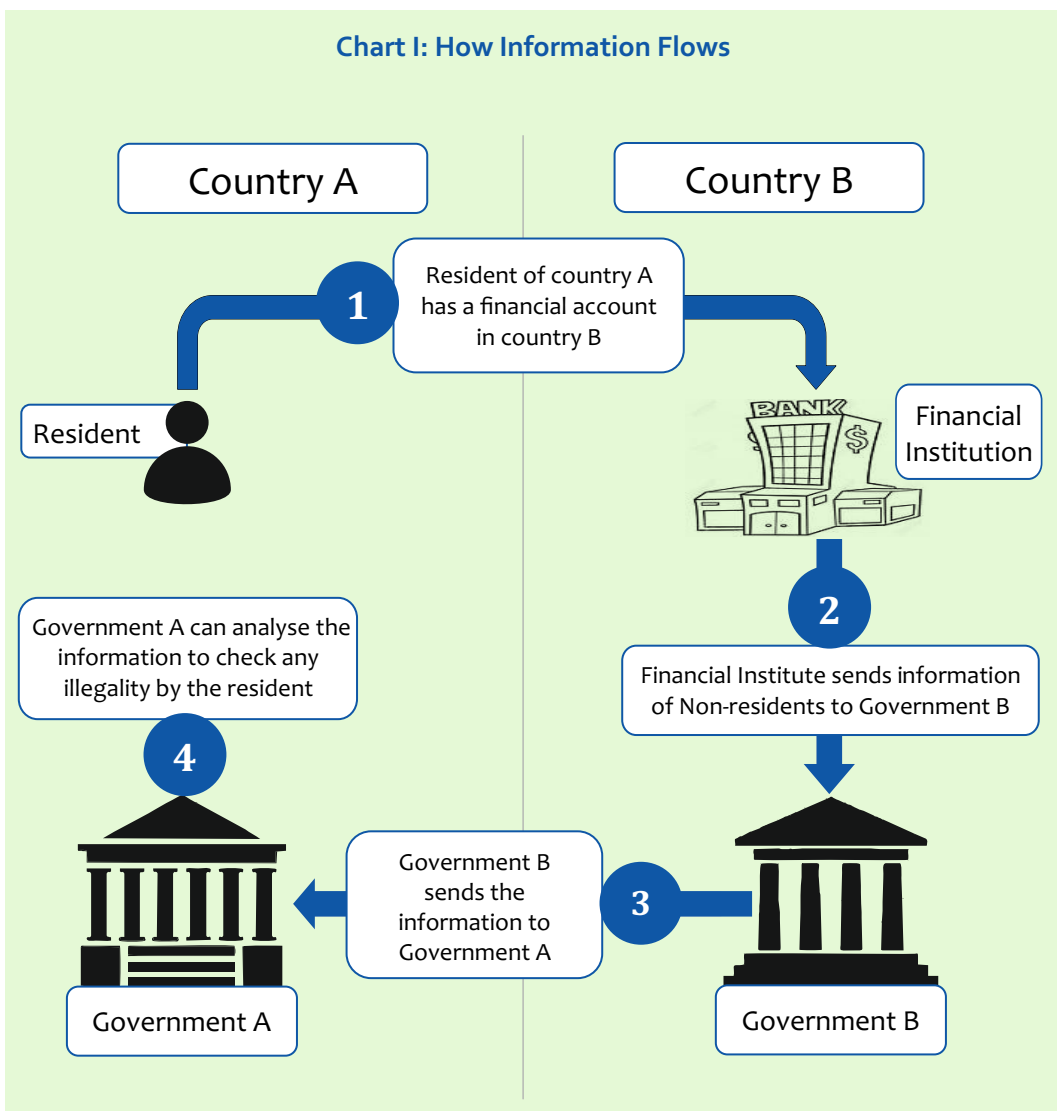 Chart I: How Information Flows
Country A
Country B
1
Resident of country A
has a financial account
in country B
Resident
BANK
$
$
Financial
Institution
2
Financial Institute sends information
of Non-residents to Government B
Government B
3
Government B
sends the
information to
Government A
Government A
4
Government A can analyse the
information to check any
illegality by the resident